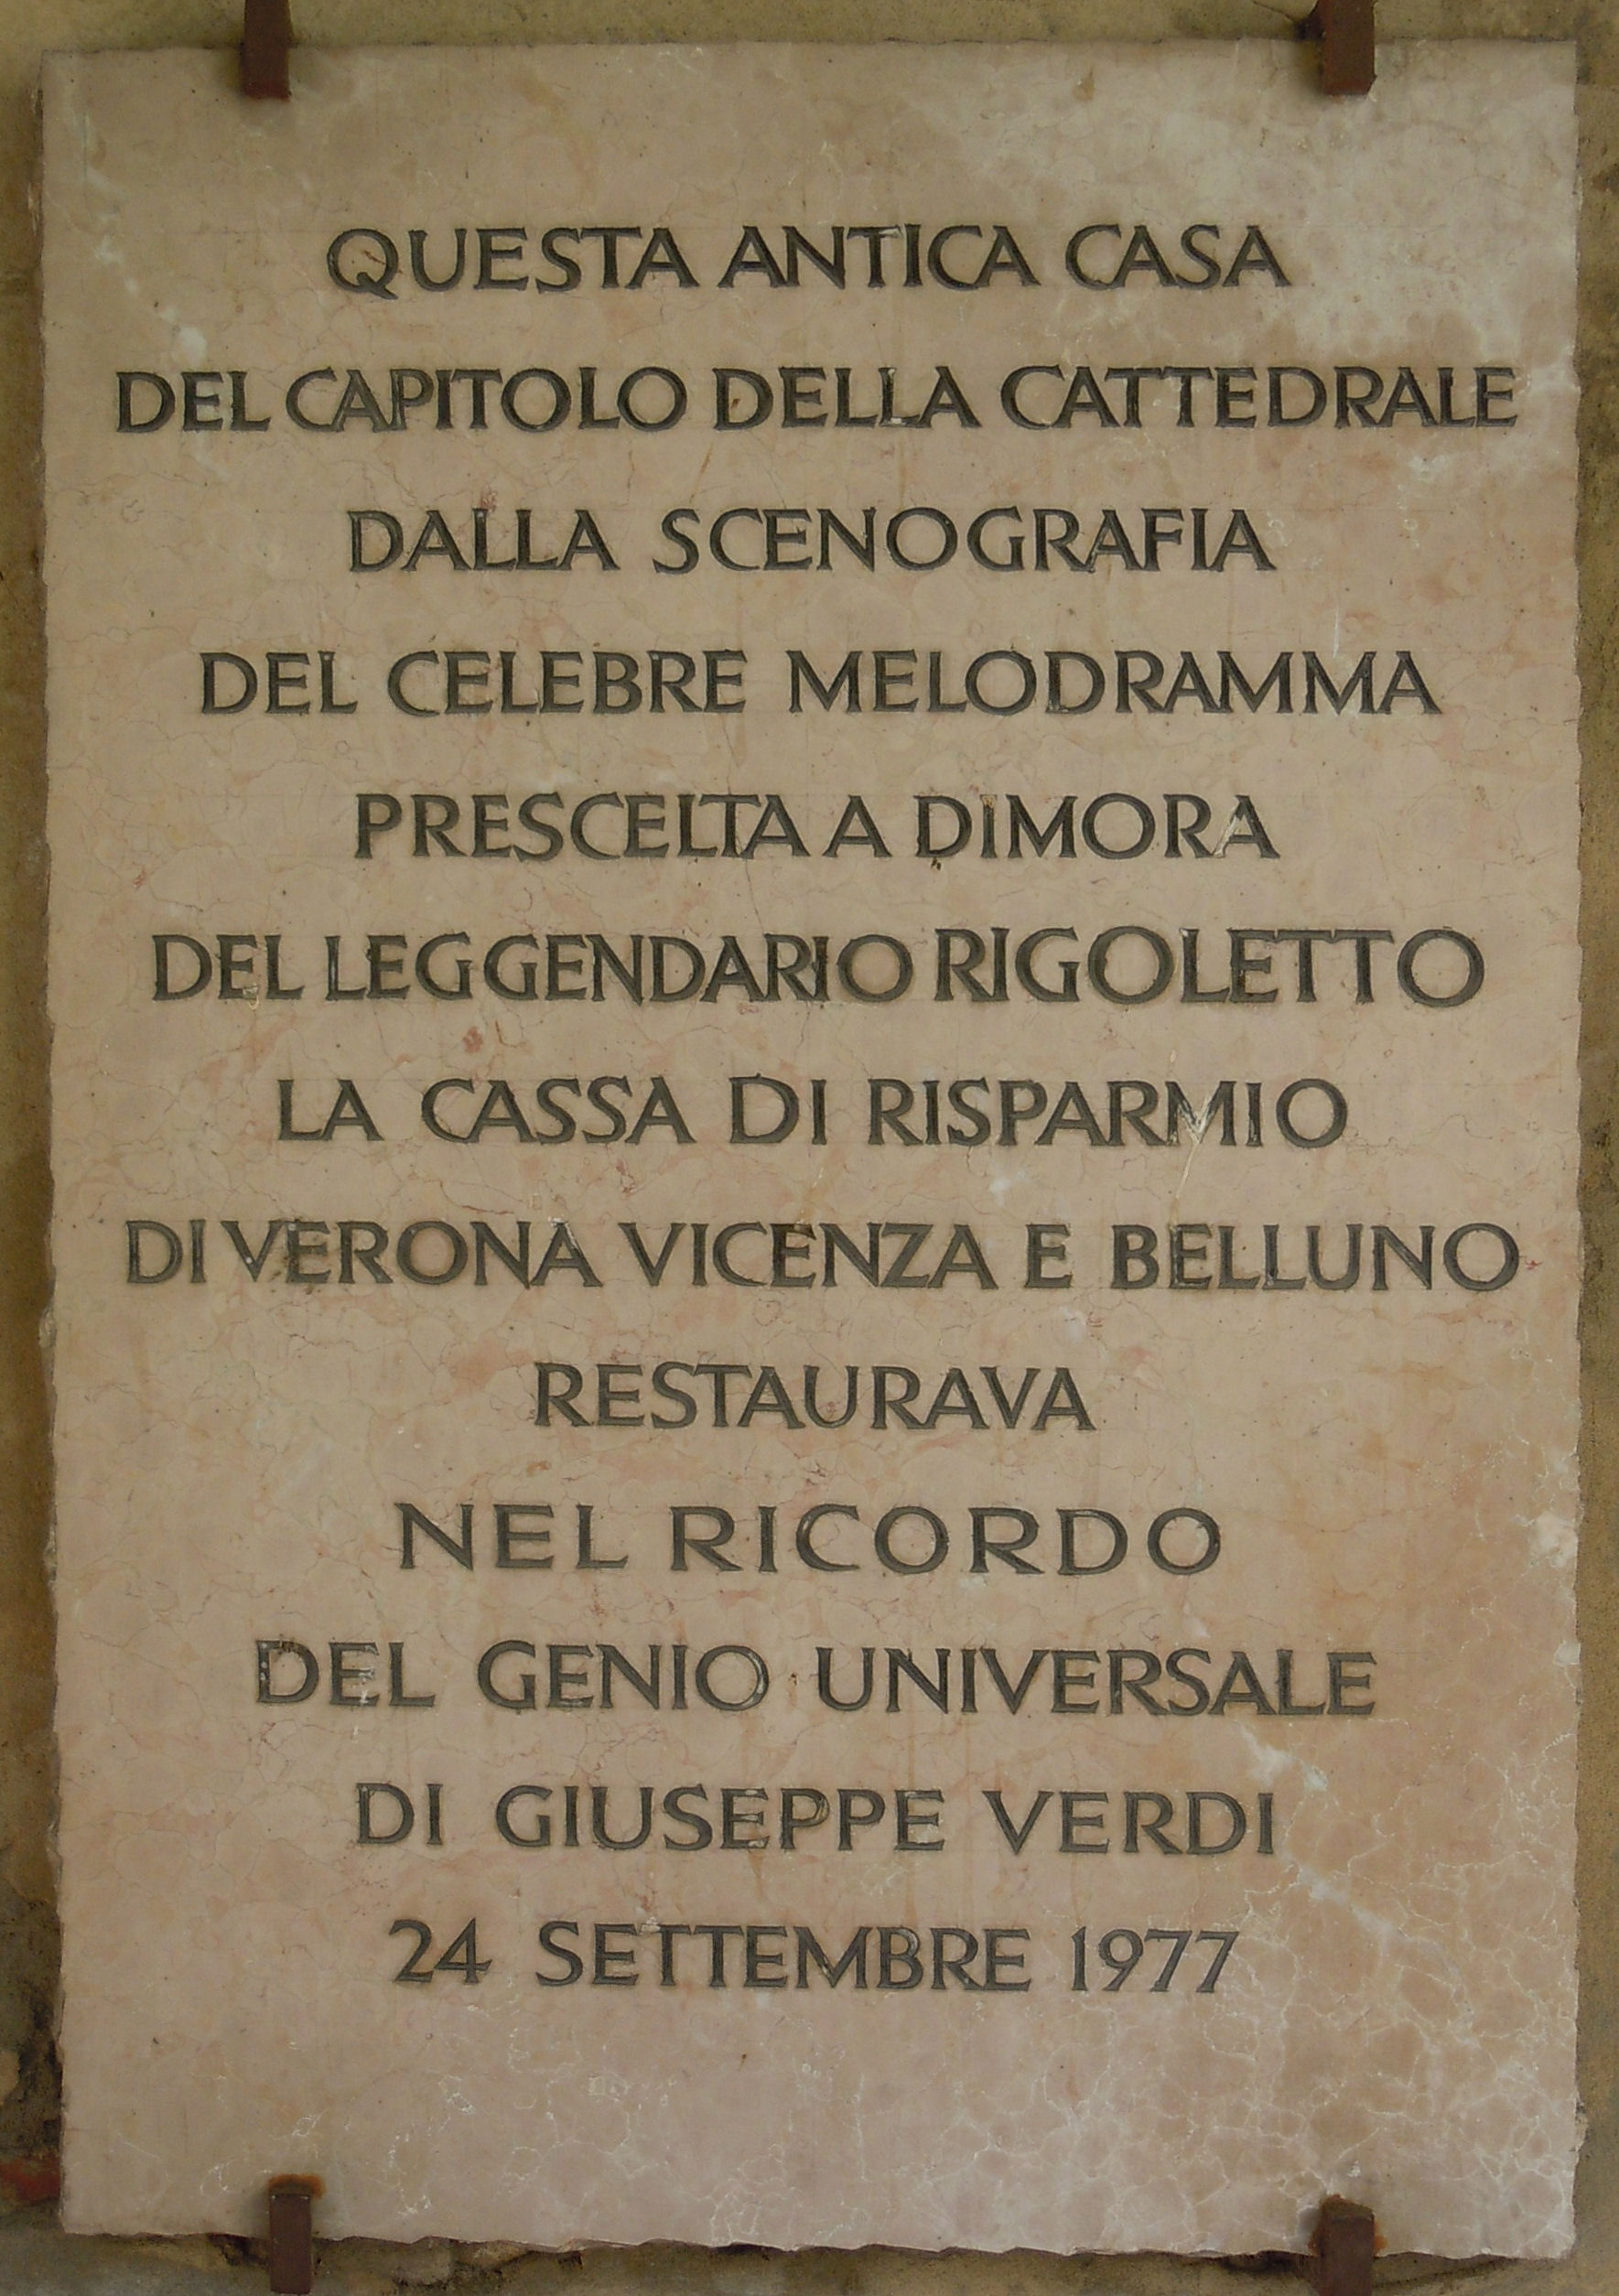 QUESTA ANTICA CASA
DEL CAPITOLO DELLA CATTEDRALE
DALLA SCENOGRAFIA
DEL CELEBRE MELODRAMMA
PRESCELTA A DIMORA
DEL LEGGENDARIO RIGOLETTO
LA CASSA DI RISPARMIO
DI VERONA VICENZA E BELLUNO
RESTAURAVA
NEL RICORDO
DEL GENIO UNIVERSALE
DI GIUSEPPE VERDI
24 SETTEMBRE 1977